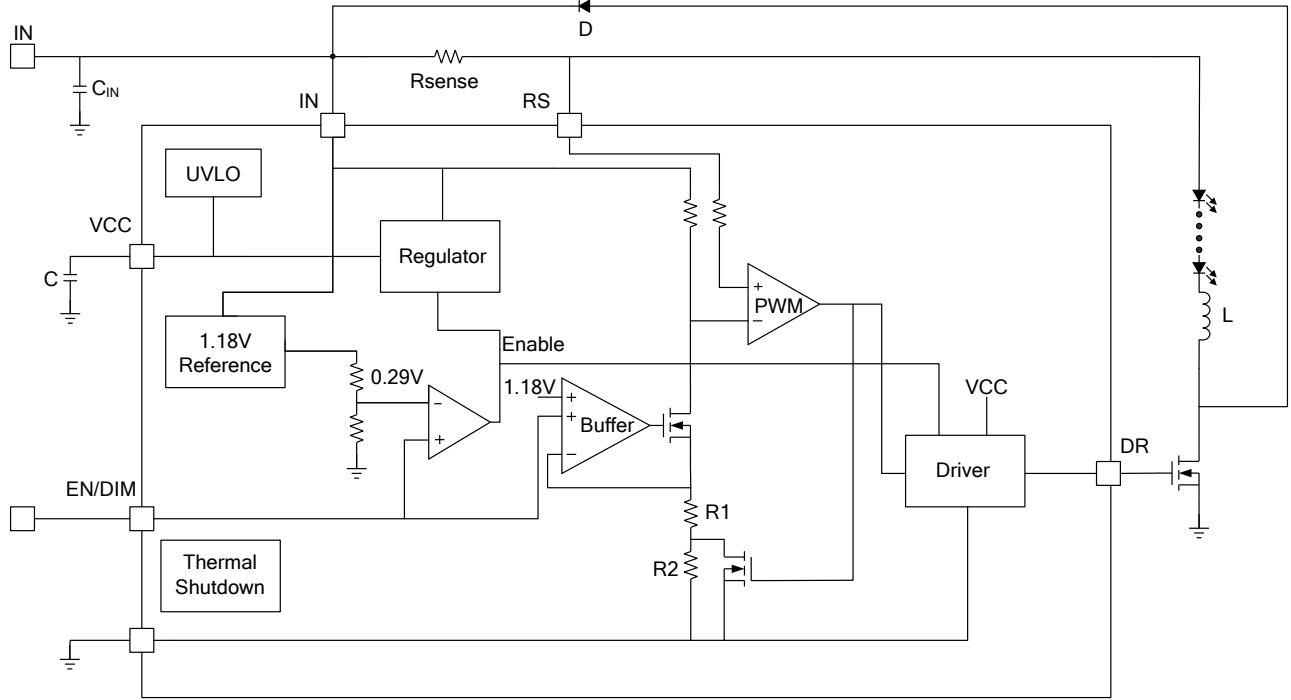 D
IN
Rsense
CIN
IN
RS
UVLO
VCC
Regulator
C
+
PWM
−
1.18V
Reference
L
Enable
0.29V
1.18V
VCC
−
+
+
+
Buffer
−
DR
Driver
EN/DIM
R1
Thermal
Shutdown
R2